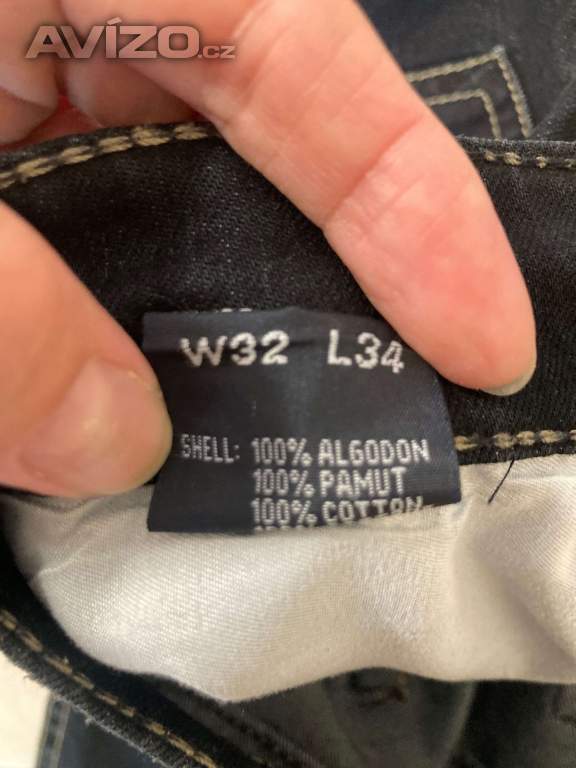 AVÍZO.cz
W32 L34
SHELL: 100% ALGODON
100% PAMUT
100% COTTON